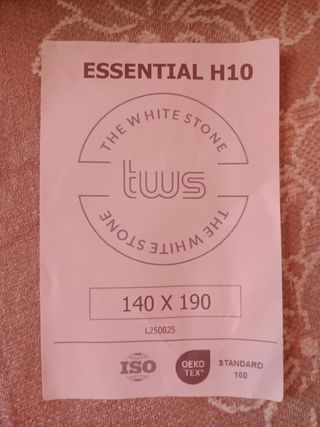 ESSENTIAL H10
THE WHITE STONE
tws
THE WHITE STONE
140 X 190
L250825
ISO
OEKO
TEX®
STANDARD
100